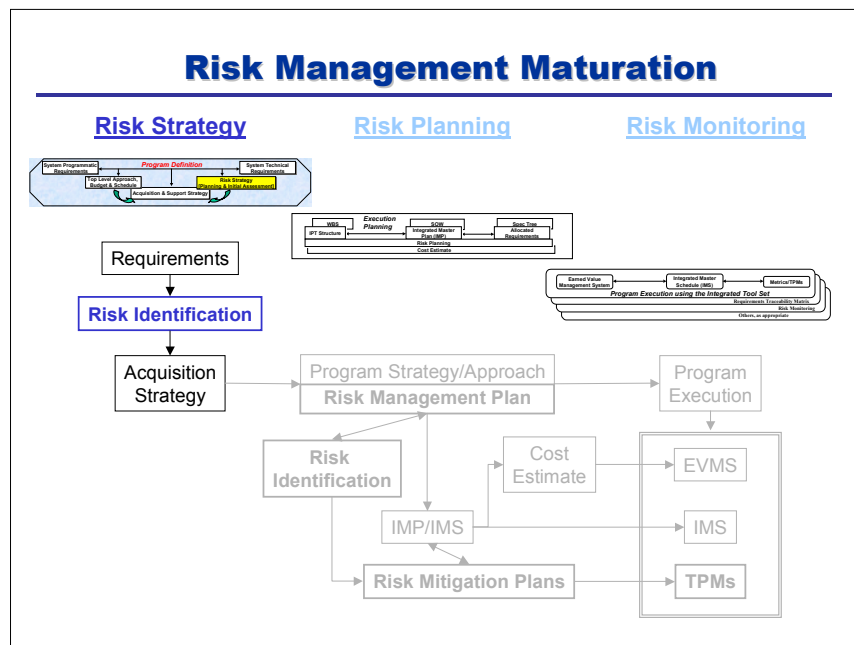 Risk Management Maturation
Risk Strategy
Risk Planning
Risk Monitoring
Program Definition
System Programmatic
Requirements
System Technical
Requirements
Top Level Approach,
Budget & Schedule
Risk Strategy
(Planning & Initial Assessment)
Acquisition & Support Strategy
Execution
Planning
WBS
SOW
Spec Tree
IPT Structure
Integrated Master
Plan (IMP)
Allocated
Requirements
Risk Planning
Cost Estimate
Earned Value
Management System
Integrated Master
Schedule (IMS)
Metrics/TPMs
Program Execution using the Integrated Tool Set
Requirements Traceability Matrix
Risk Monitoring
Others, as appropriate
Requirements
Risk Identification
Acquisition
Strategy
Program Strategy/Approach
Risk Management Plan
Program
Execution
Risk
Identification
Cost
Estimate
EVMS
IMP/IMS
IMS
Risk Mitigation Plans
TPMs